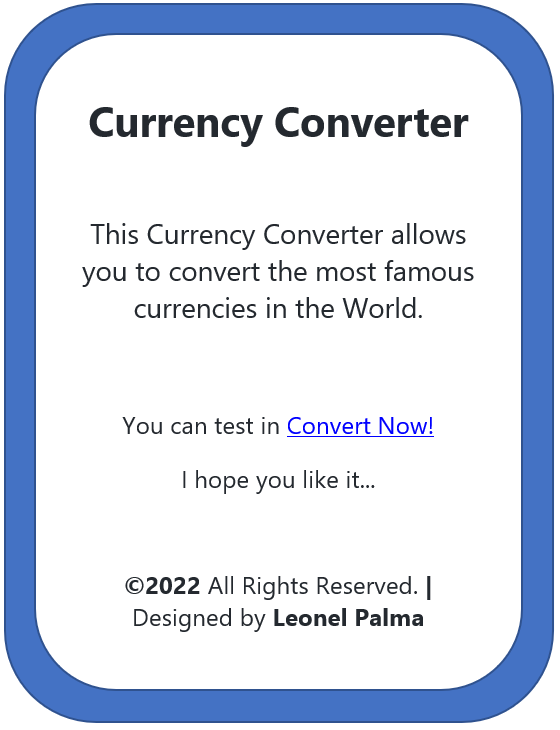 Currency Converter
This Currency Converter allows
you to convert the most famous
currencies in the World.
You can test in Convert Now!
I hope you like it...
©2022 All Rights Reserved. |
Designed by Leonel Palma